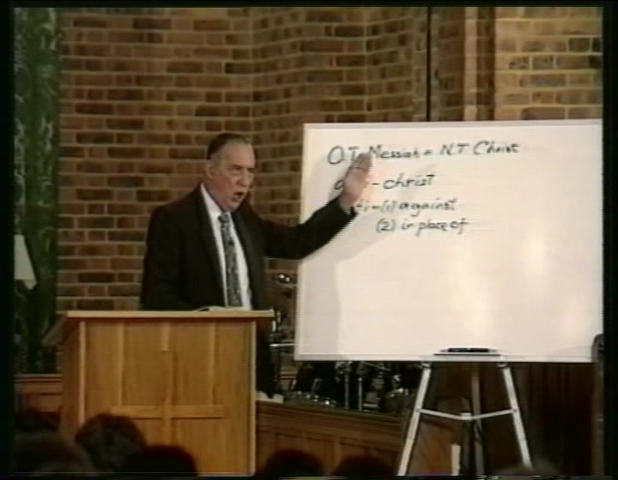 O.T. Messiah = N.T Christ
- christ
(1) against
(2) in place of